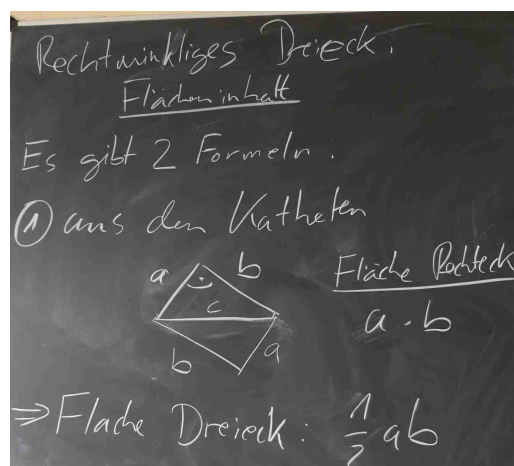 Rechtwinkliges Dreieck.
Flächeninhalt
Es gibt 2 Formeln:
① aus den Katheten
a b
c
b a
Fläche Rechteck
a · b
⇒ Fläche Dreieck: 1/2 ab